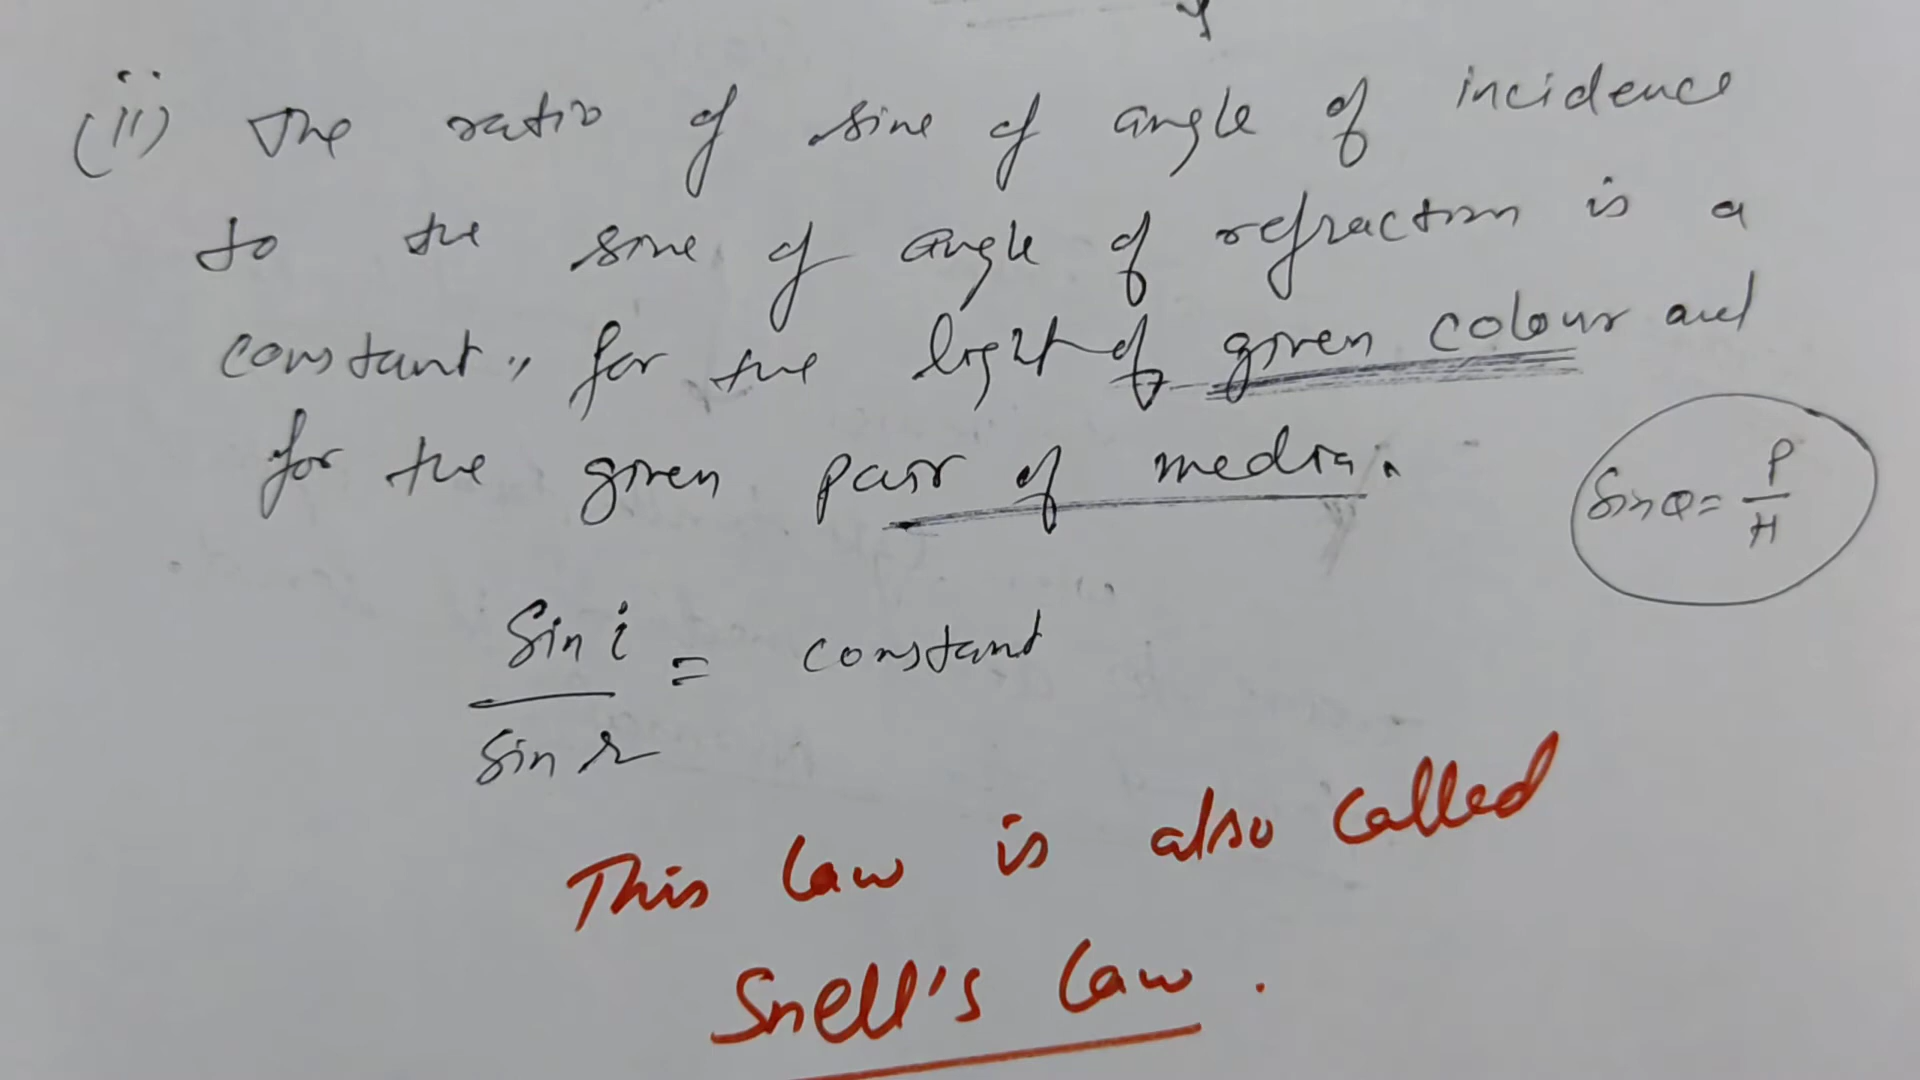 (ii) The ratio of sine of angle of incidence
to the sine of angle of refraction is a
constant,, for the light of given colour and
for the given pair of media.
Sinθ = P/H
Sin i / Sin r = constant
This law is also called
Snell's law.